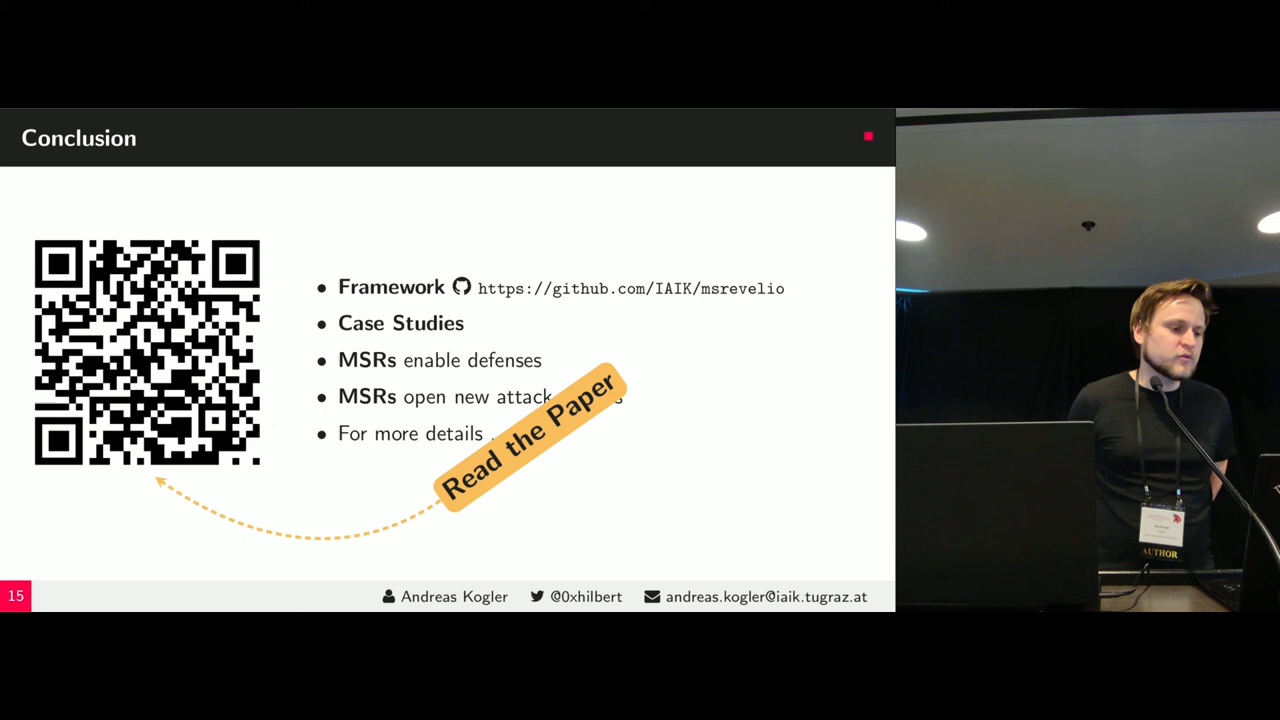 Conclusion
• Framework https://github.com/IAIK/msrevelio
• Case Studies
• MSRs enable defenses
• MSRs open new attack
• For more details
Read the Paper
15
Andreas Kogler @0xhilbert andreas.kogler@iaik.tugraz.at
AUTHOR